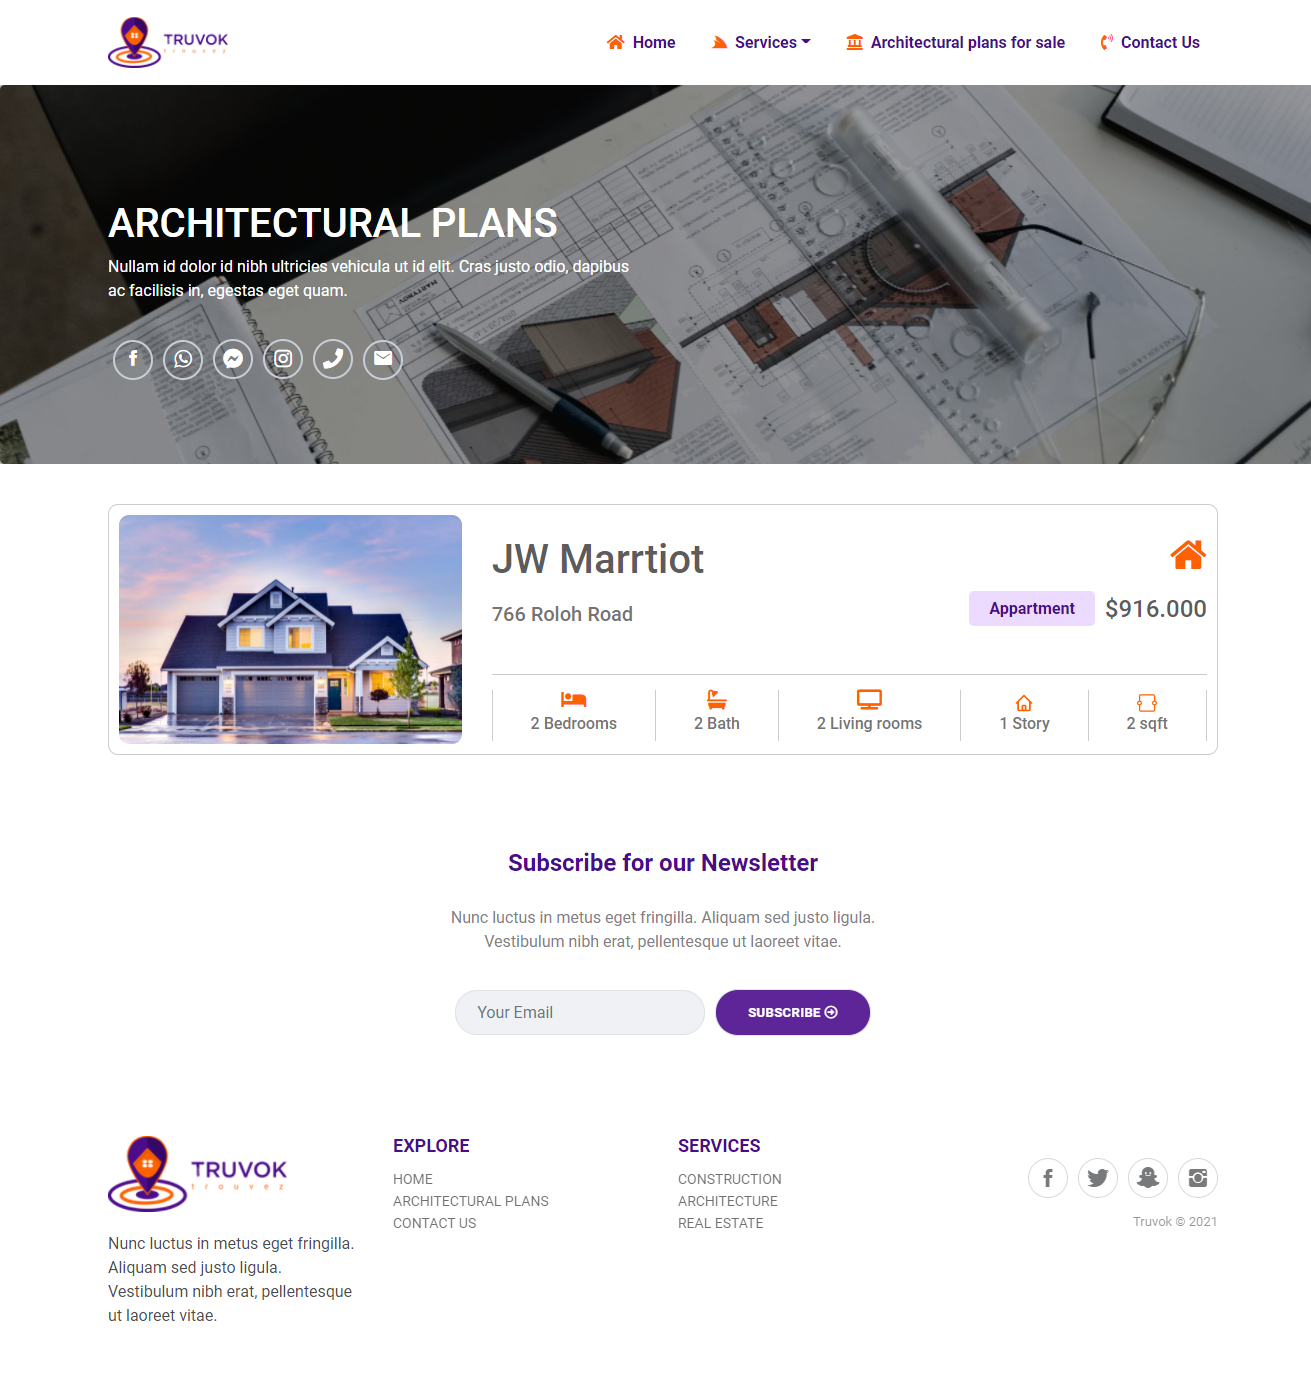 TRUVOK
trouvez
Home
Services
Architectural plans for sale
Contact Us
ARCHITECTURAL PLANS
Nullam id dolor id nibh ultricies vehicula ut id elit. Cras justo odio, dapibus
ac facilisis in, egestas eget quam.
JW Marrtiot
766 Roloh Road
Appartment
$916.000
2 Bedrooms
2 Bath
2 Living rooms
1 Story
2 sqft
Subscribe for our Newsletter
Nunc luctus in metus eget fringilla. Aliquam sed justo ligula.
Vestibulum nibh erat, pellentesque ut laoreet vitae.
Your Email
SUBSCRIBE
TRUVOK
trouvez
Nunc luctus in metus eget fringilla.
Aliquam sed justo ligula.
Vestibulum nibh erat, pellentesque
ut laoreet vitae.
EXPLORE
HOME
ARCHITECTURAL PLANS
CONTACT US
SERVICES
CONSTRUCTION
ARCHITECTURE
REAL ESTATE
Truvok © 2021